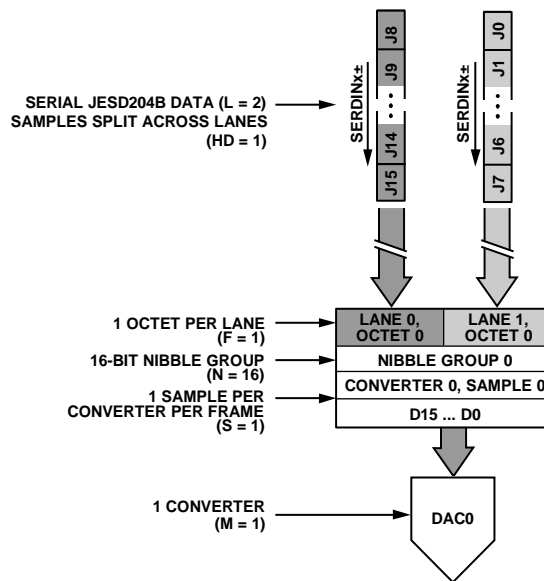 J8
J9
J14
J15
SERDINx±
J0
J1
J6
J7
SERDINx±
SERIAL JESD204B DATA (L = 2)
SAMPLES SPLIT ACROSS LANES
(HD = 1)
1 OCTET PER LANE
(F = 1)
LANE 0,
OCTET 0
LANE 1,
OCTET 0
16-BIT NIBBLE GROUP
(N = 16)
NIBBLE GROUP 0
CONVERTER 0, SAMPLE 0
1 SAMPLE PER
CONVERTER PER FRAME
(S = 1)
D15 ... D0
1 CONVERTER
(M = 1)
DAC0